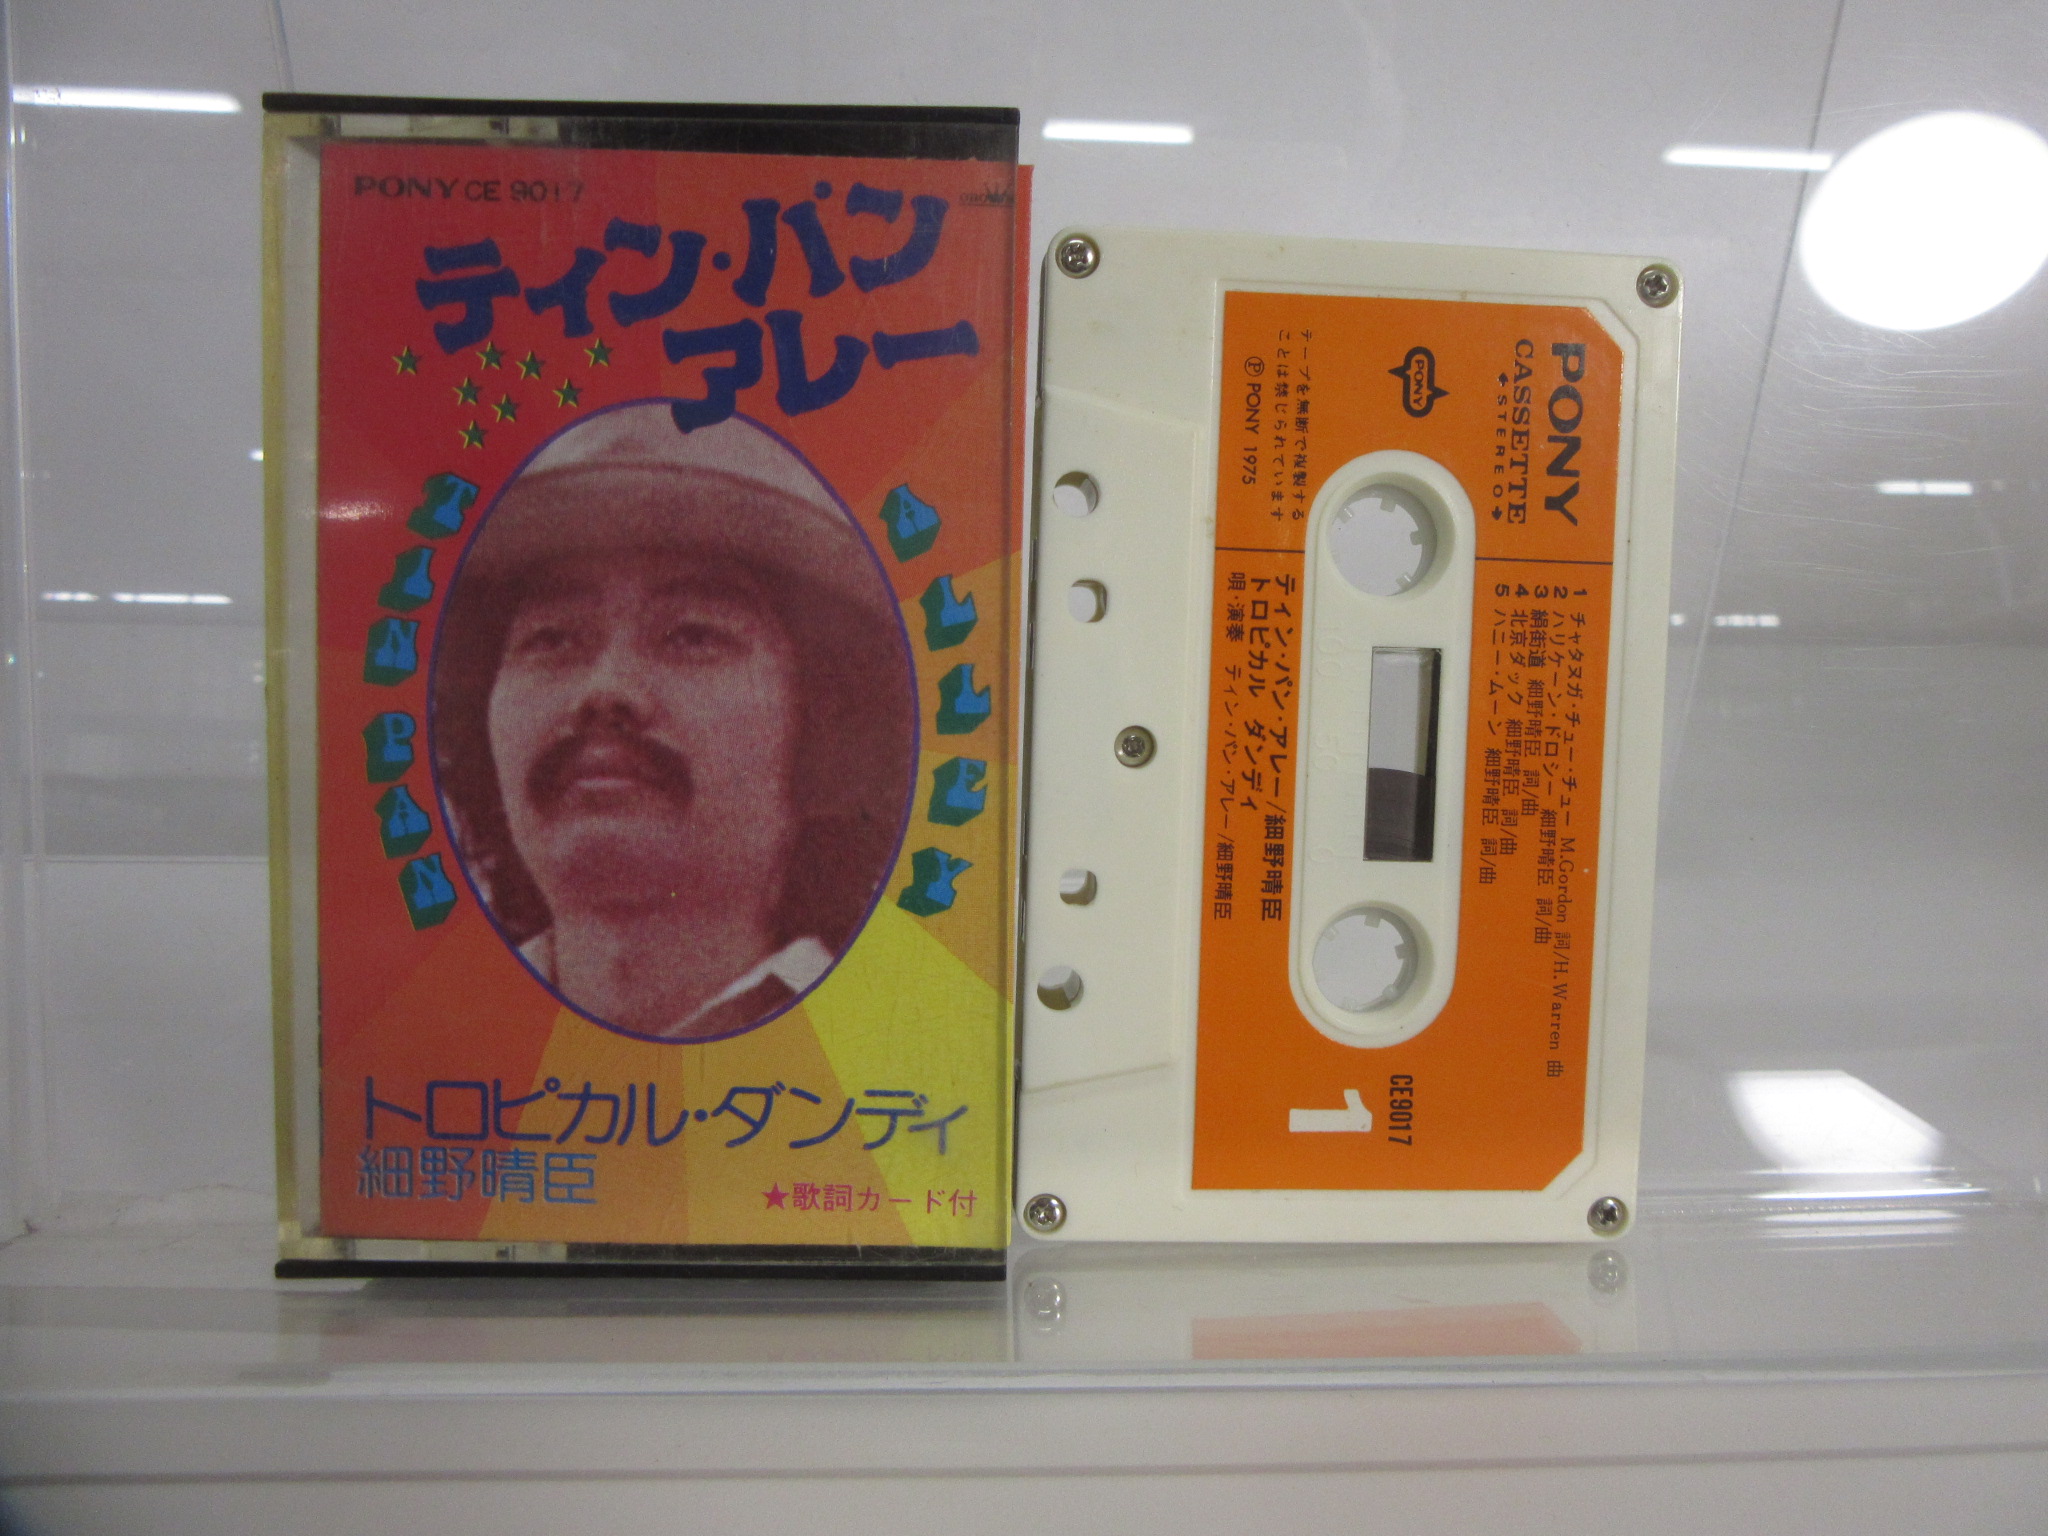 PONY CE 9017
crown
ティン・パン
アレー
TIN PAN
ALLEY
トロピカル・ダンディ
細野晴臣
★歌詞カード付
PONY
CASSETTE
STEREO
PONY
テープを無断で複製する
ことは禁じられています
Ⓟ PONY 1975
1 チャタヌガ・チュー・チュー M.Gordon 詞/H.Warren 曲
2 ハリケーン・ドロシー 細野晴臣 詞/曲
3 絹街道 細野晴臣 詞/曲
4 北京ダック 細野晴臣 詞/曲
5 ハニー・ムーン 細野晴臣 詞/曲
ティン・パン・アレー/細野晴臣
トロピカル ダンディ
唄・演奏 ティン・パン・アレー/細野晴臣
CE9017
1
100 50 0